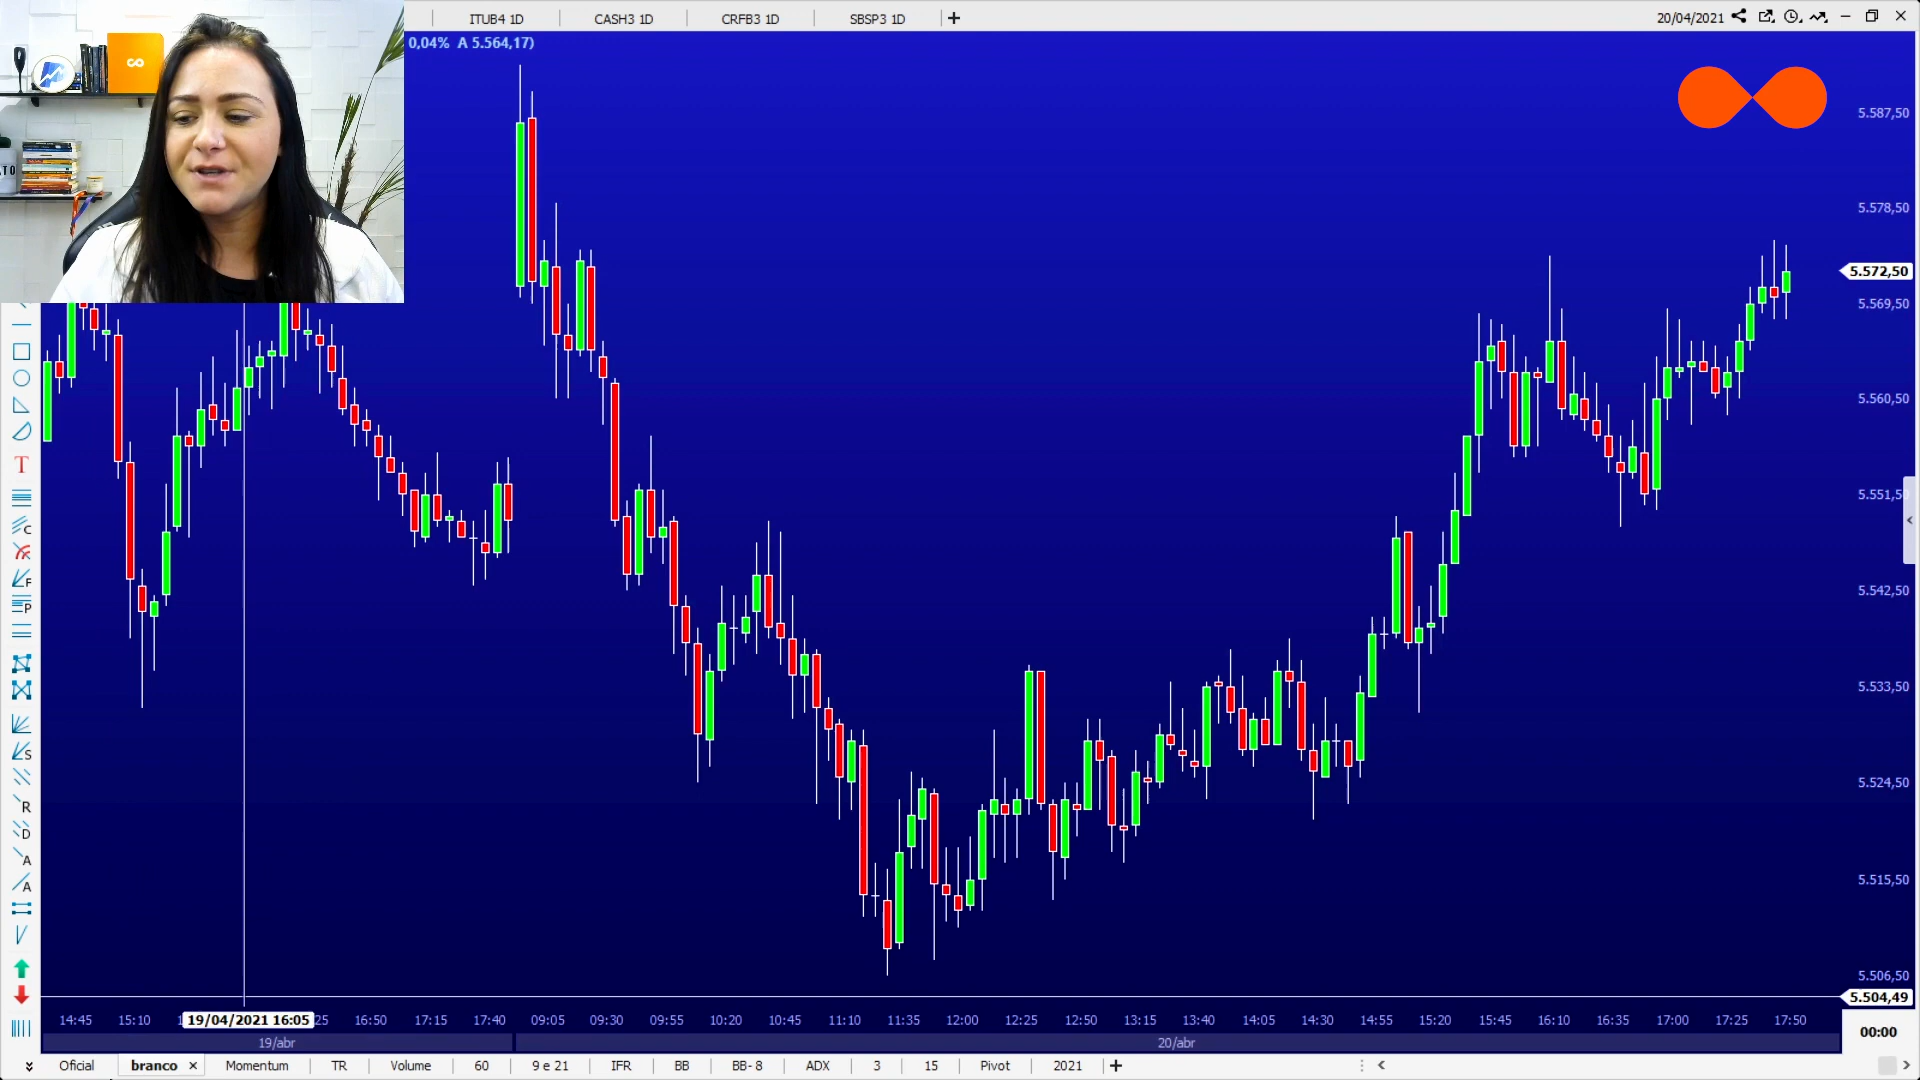 ITUB4 1D
CASH3 1D
CRFB3 1D
SBSP3 1D
20/04/2021
0,04% A 5.564,17)
5.587,50
5.578,50
5.572,50
5.569,50
5.560,50
5.551,50
5.542,50
5.533,50
5.524,50
5.515,50
5.506,50
5.504,49
T
C
F
P
S
R
D
A
A
14:45 15:10 19/04/2021 16:05 25 16:50 17:15 17:40 09:05 09:30 09:55 10:20 10:45 11:10 11:35 12:00 12:25 12:50 13:15 13:40 14:05 14:30 14:55 15:20 15:45 16:10 16:35 17:00 17:25 17:50
00:00
19/abr 20/abr
Oficial branco Momentum TR Volume 60 9 e 21 IFR BB BB- 8 ADX 3 15 Pivot 2021